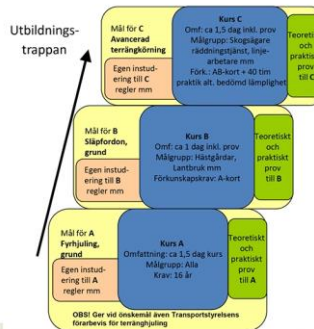 Utbildnings-
trappan
Mål för C
Avancerad
terrängkörning
Egen instud-
ering till C
regler mm
Kurs C
Omf: ca 1,5 dag inkl. prov
Målgrupp: Skogsägare
räddningstjänst, linje-
arbetare mm
Förk.: AB-kort + 40 tim
praktik alt. bedömd lämplighet
Teoretiskt
och
praktiskt
prov
till C
Mål för B
Släpfordon,
grund
Egen instud-
ering till B
regler mm
Kurs B
Omf: ca 1 dag inkl. prov
Målgrupp: Hästgårdar,
Lantbruk mm
Förkunskapskrav: A-kort
Teoretiskt
och
praktiskt
prov
till B
Mål för A
Fyrhjuling,
grund
Egen instud-
ering till A
regler mm
Kurs A
Omfattning: ca 1,5 dag kurs
Målgrupp: Alla
Krav: 16 år
Teoretiskt
och
praktiskt
prov
till A
OBS! Ger vid önskemål även Transportstyrelsens
förarbevis för terränghjuling